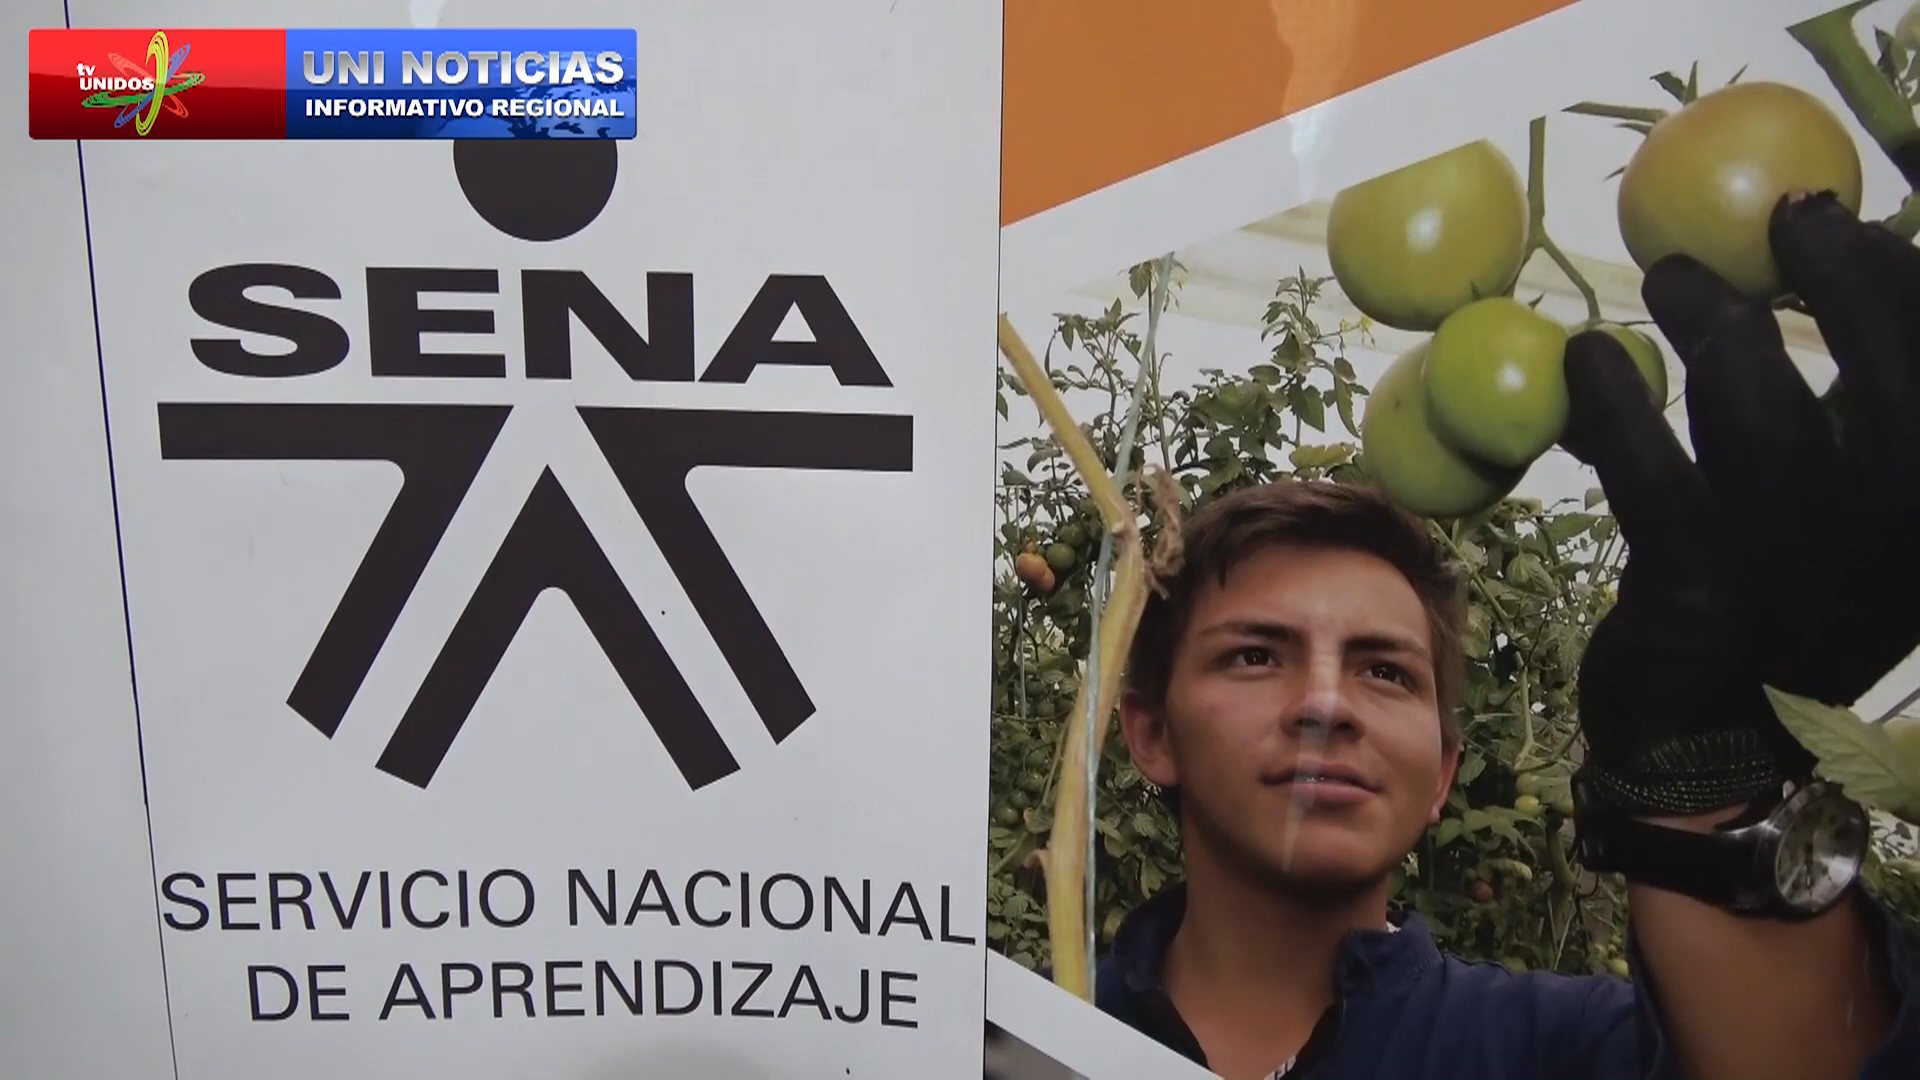 tv
UNIDOS
UNI NOTICIAS
INFORMATIVO REGIONAL
SENA
SERVICIO NACIONAL
DE APRENDIZAJE